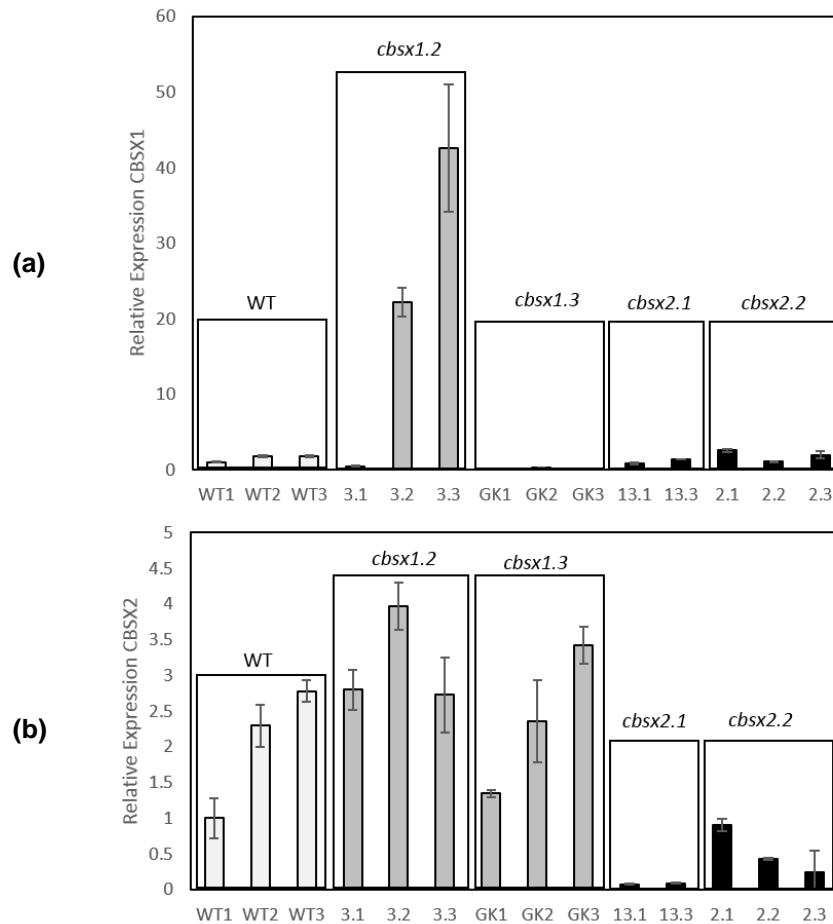 (a)
Relative Expression CBSX1
60
50
40
30
20
10
0
WT
cbsx1.2
cbsx1.3
cbsx2.1
cbsx2.2
WT1 WT2 WT3 3.1 3.2 3.3 GK1 GK2 GK3 13.1 13.3 2.1 2.2 2.3
(b)
Relative Expression CBSX2
5
4.5
4
3.5
3
2.5
2
1.5
1
0.5
0
WT
cbsx1.2
cbsx1.3
cbsx2.1
cbsx2.2
WT1 WT2 WT3 3.1 3.2 3.3 GK1 GK2 GK3 13.1 13.3 2.1 2.2 2.3